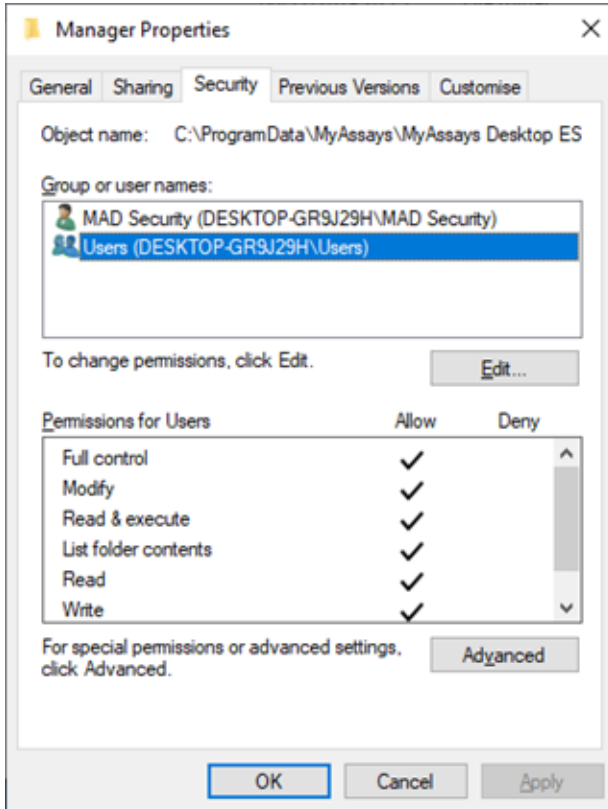 Manager Properties
General Sharing Security Previous Versions Customise
Object name: C:\ProgramData\MyAssays\MyAssays Desktop ES
Group or user names:
MAD Security (DESKTOP-GR9J29H\MAD Security)
Users (DESKTOP-GR9J29H\Users)
To change permissions, click Edit.
Edit...
Permissions for Users Allow Deny
Full control
Modify
Read & execute
List folder contents
Read
Write
For special permissions or advanced settings,
click Advanced.
Advanced
OK Cancel Apply